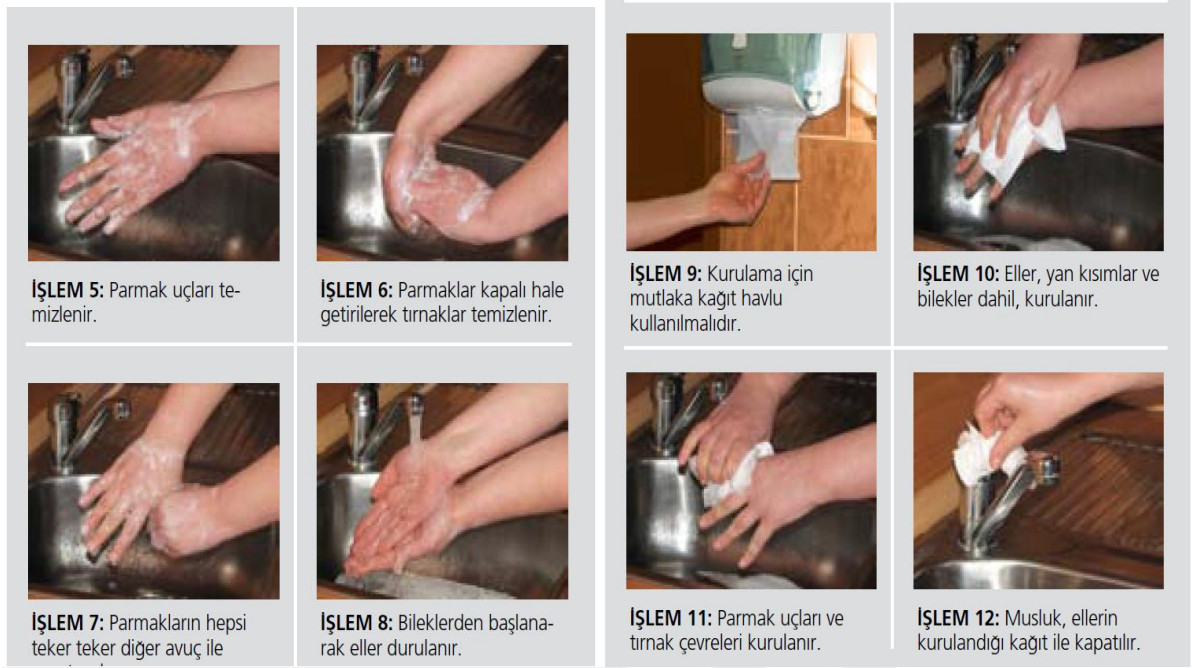 İŞLEM 5: Parmak uçları te-
mizlenir.
İŞLEM 6: Parmaklar kapalı hale
getirilerek tırnaklar temizlenir.
İŞLEM 7: Parmakların hepsi
teker teker diğer avuç ile
İŞLEM 8: Bileklerden başlana-
rak eller durulanır.
İŞLEM 9: Kurulama için
mutlaka kağıt havlu
kullanılmalıdır.
İŞLEM 10: Eller, yan kısımlar ve
bilekler dahil, kurulanır.
İŞLEM 11: Parmak uçları ve
tırnak çevreleri kurulanır.
İŞLEM 12: Musluk, ellerin
kurulandığı kağıt ile kapatılır.